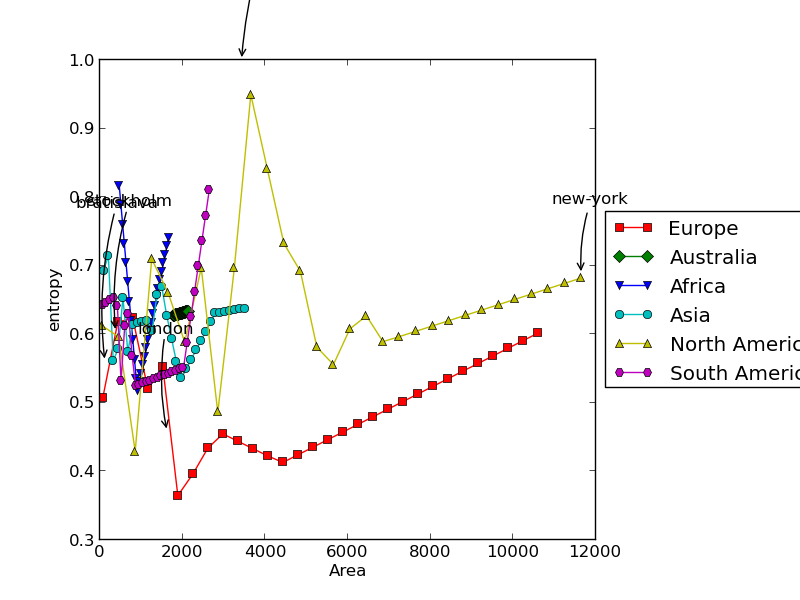 1.0
0.9
0.8
0.7
0.6
0.5
0.4
0.3
entropy
0
2000
4000
6000
8000
10000
12000
Area
stockholm
bratislava
london
new-york
Europe
Australia
Africa
Asia
North Americ
South Americ